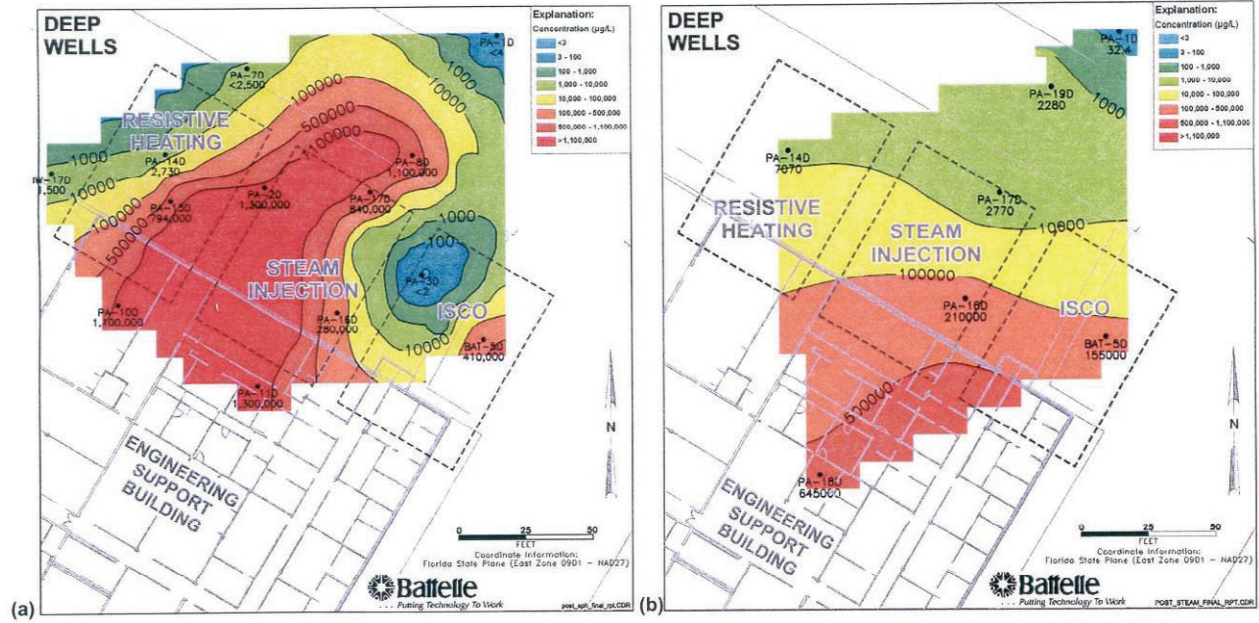 DEEP
WELLS
Explanation:
Concentration (µg/L)
<3
3 - 100
100 - 1,000
1,000 - 10,000
10,000 - 100,000
100,000 - 500,000
500,000 - 1,100,000
>1,100,000
PA-1D
<4
PA-7D
<2,500
1000
10000
100000
500000
1100000
RESISTIVE
HEATING
1000
PA-14D
2,730
IW-17D
1,500
10000
PA-8D
1,100,000
PA-2D
1,300,000
PA-17D
840,000
100000
794,000
500000
1000
100
STEAM
INJECTION
PA-3D
<2
ISCO
PA-10D
1,700,000
PA-16D
280,000
10000
BAT-5D
410,000
PA-11D
1,300,000
ENGINEERING
SUPPORT
BUILDING
N
0 25 50
FEET
Coordinate Information:
Florida State Plane (East Zone 0901 - NAD27)
Battelle
... Putting Technology To Work
(a)
DEEP
WELLS
Explanation:
Concentration (µg/L)
<3
3 - 100
100 - 1,000
1,000 - 10,000
10,000 - 100,000
100,000 - 500,000
500,000 - 1,100,000
>1,100,000
PA-1D
32.4
1000
PA-19D
2280
PA-14D
7070
PA-17D
2770
RESISTIVE
HEATING
STEAM
INJECTION
10000
100000
PA-16D
210000
ISCO
BAT-5D
155000
500000
PA-18D
645000
ENGINEERING
SUPPORT
BUILDING
N
0 25 50
FEET
Coordinate Information:
Florida State Plane (East Zone 0901 - NAD27)
Battelle
... Putting Technology To Work
POST_STEAM_FINAL_RPT.CDR
(b)